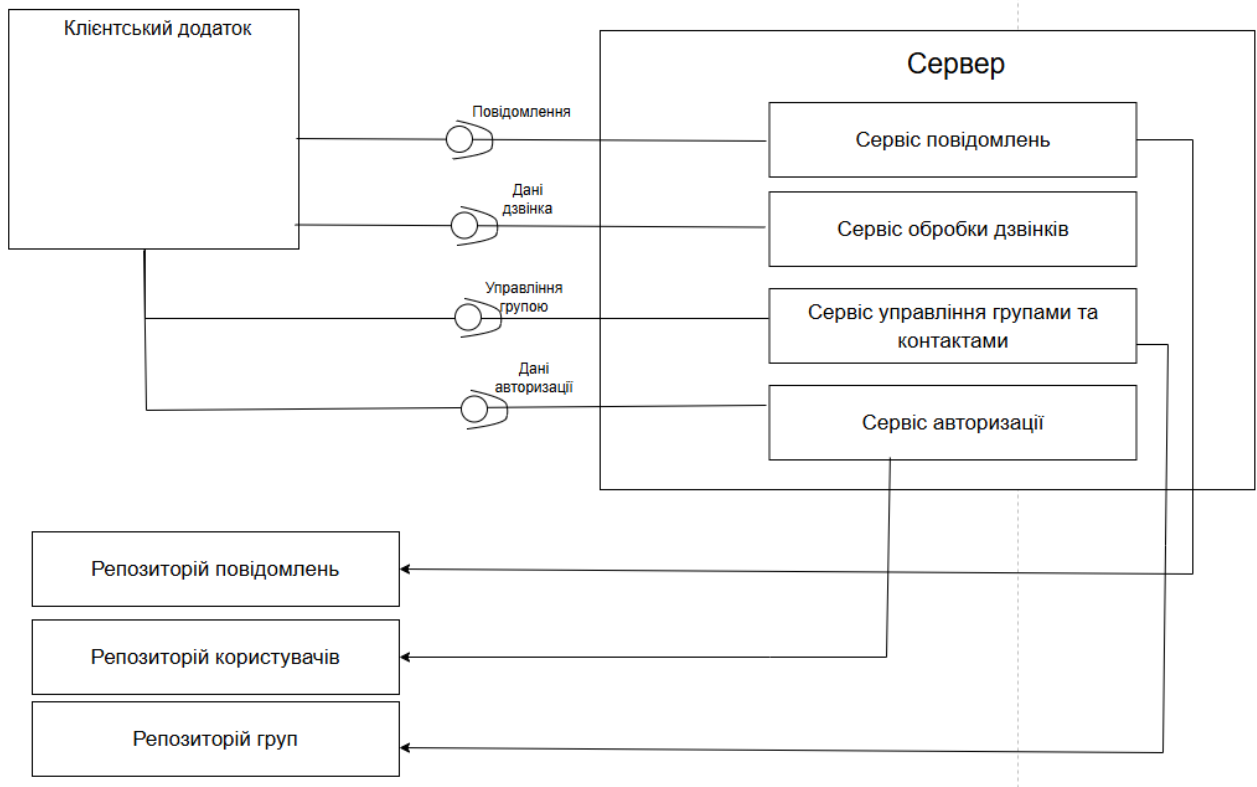 Клієнтський додаток
Сервер
Повідомлення
Сервіс повідомлень
Дані
дзвінка
Сервіс обробки дзвінків
Управління
групою
Сервіс управління групами та
контактами
Дані
авторизації
Сервіс авторизації
Репозиторій повідомлень
Репозиторій користувачів
Репозиторій груп